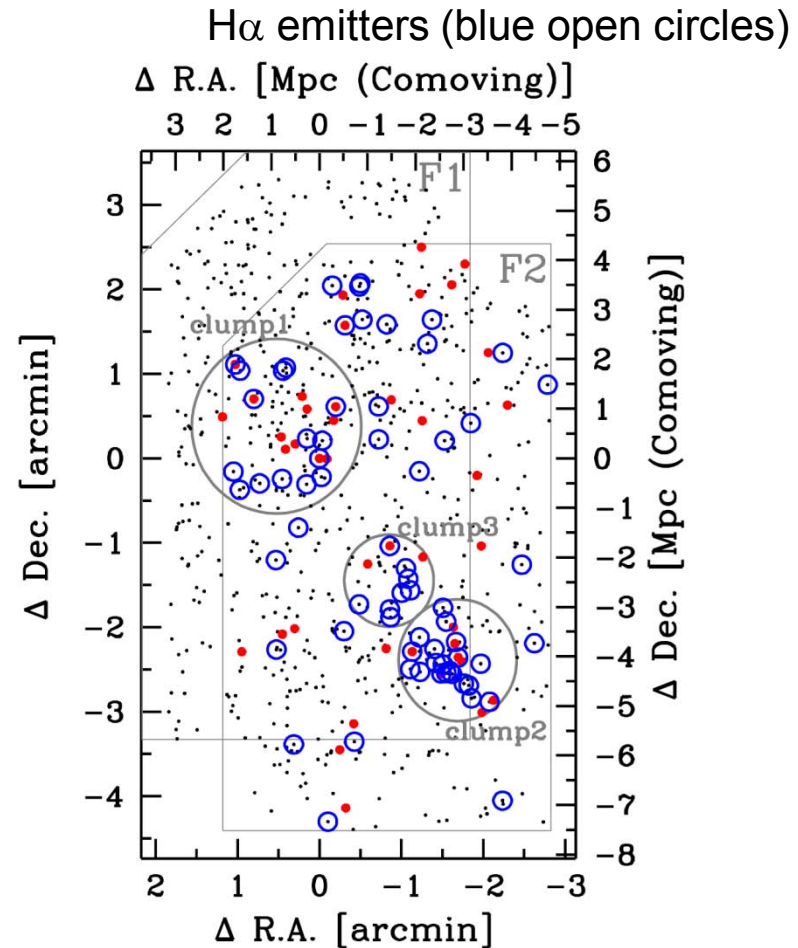 Hα emitters (blue open circles)
Δ R.A. [Mpc (Comoving)]
3 2 1 0 −1 −2 −3 −4 −5
F1
F2
clump1
clump3
clump2
3
2
1
0
−1
−2
−3
−4
Δ Dec. [arcmin]
6
5
4
3
2
1
0
−1
−2
−3
−4
−5
−6
−7
−8
Δ Dec. [Mpc (Comoving)]
2 1 0 −1 −2 −3
Δ R.A. [arcmin]